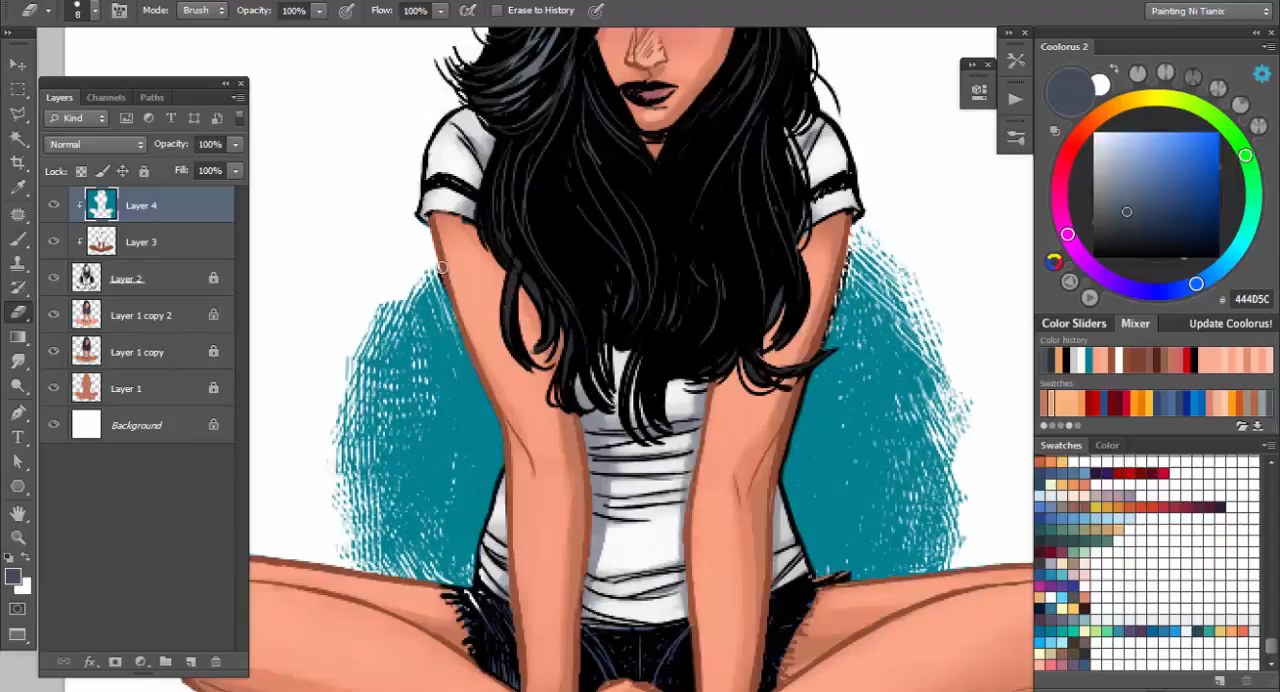 8 Mode: Brush Opacity: 100% Flow: 100% Erase to History Painting Ni Tianix
Coolorus 2
Layers Channels Paths
Kind
Normal Opacity: 100%
Lock: Fill: 100%
Layer 4
Layer 3
Layer 2
Layer 1 copy 2
Layer 1 copy
Layer 1
Background
fx
# 444D5C
Color Sliders Mixer Update Coolorus!
Color history
Swatches
Swatches Color